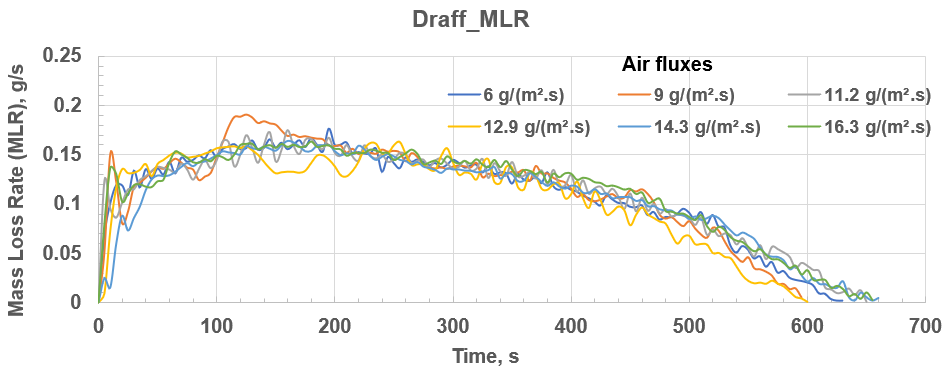 Draff_MLR
Mass Loss Rate (MLR), g/s
0.25
0.2
0.15
0.1
0.05
0
Air fluxes
6 g/(m².s) 9 g/(m².s) 11.2 g/(m².s)
12.9 g/(m².s) 14.3 g/(m².s) 16.3 g/(m².s)
0 100 200 300 400 500 600 700
Time, s